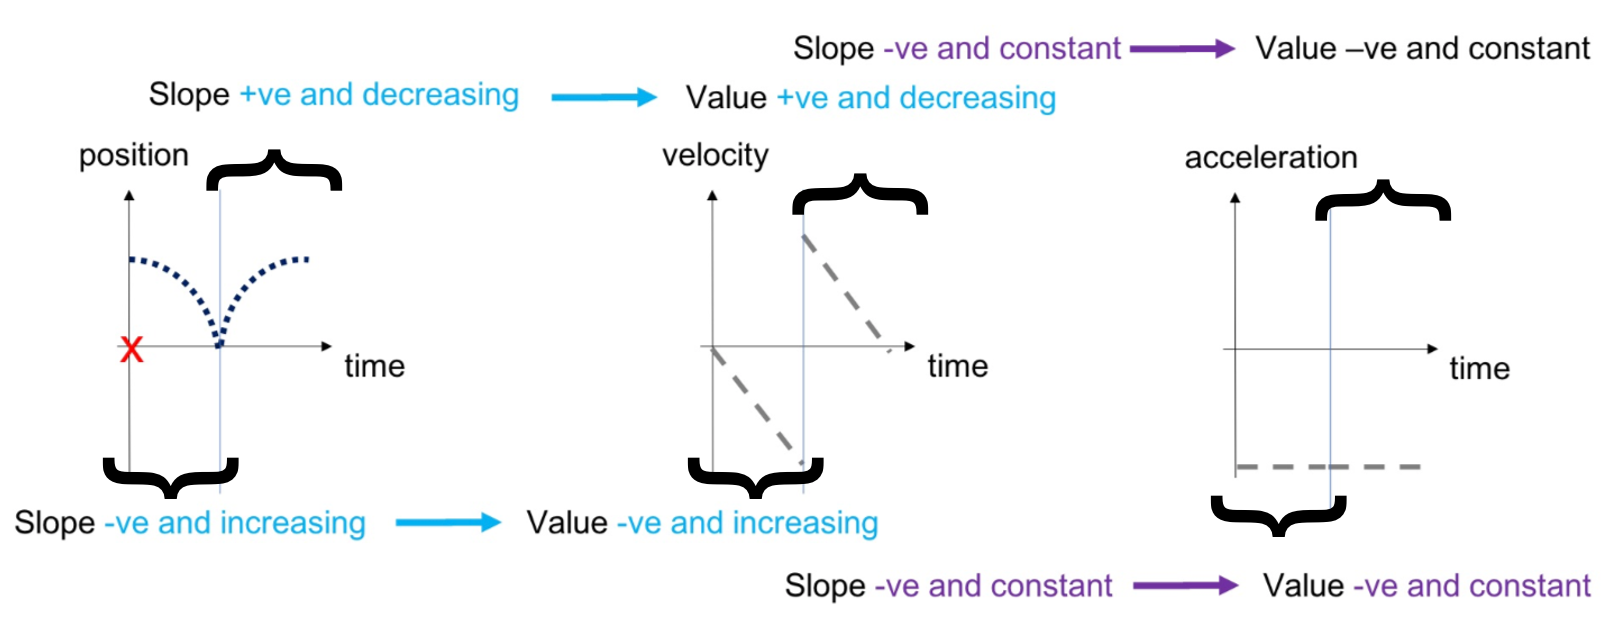 Slope -ve and constant
Value –ve and constant
Slope +ve and decreasing
Value +ve and decreasing
position
velocity
acceleration
X
time
time
time
Slope -ve and increasing
Value -ve and increasing
Slope -ve and constant
Value -ve and constant